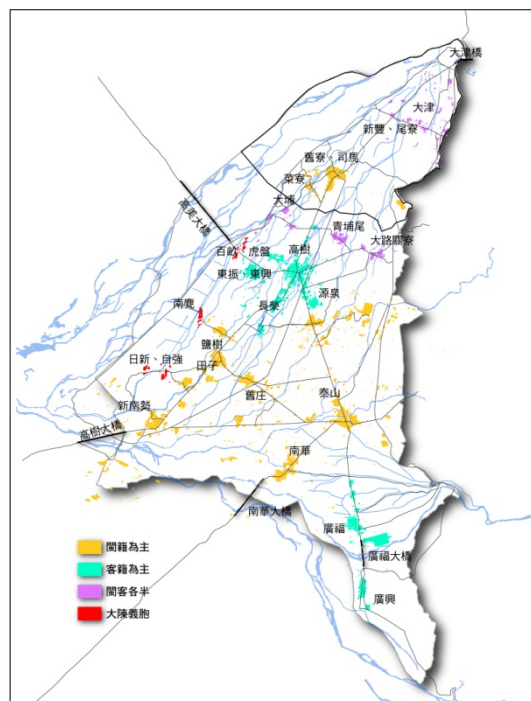 大津橋
大津
新豐、尾寮
舊寮、司馬
菜寮
大埔
高美大橋
青埔尾
大路關寮
百畝、虎盤
高樹
東振、東興
源泉
長榮
南麂
鹽樹
日新、自強
田子
舊庄
泰山
新南勢
高樹大橋
南華
南華大橋
廣福
廣福大橋
廣興
閩籍為主
客籍為主
閩客各半
大陳義胞